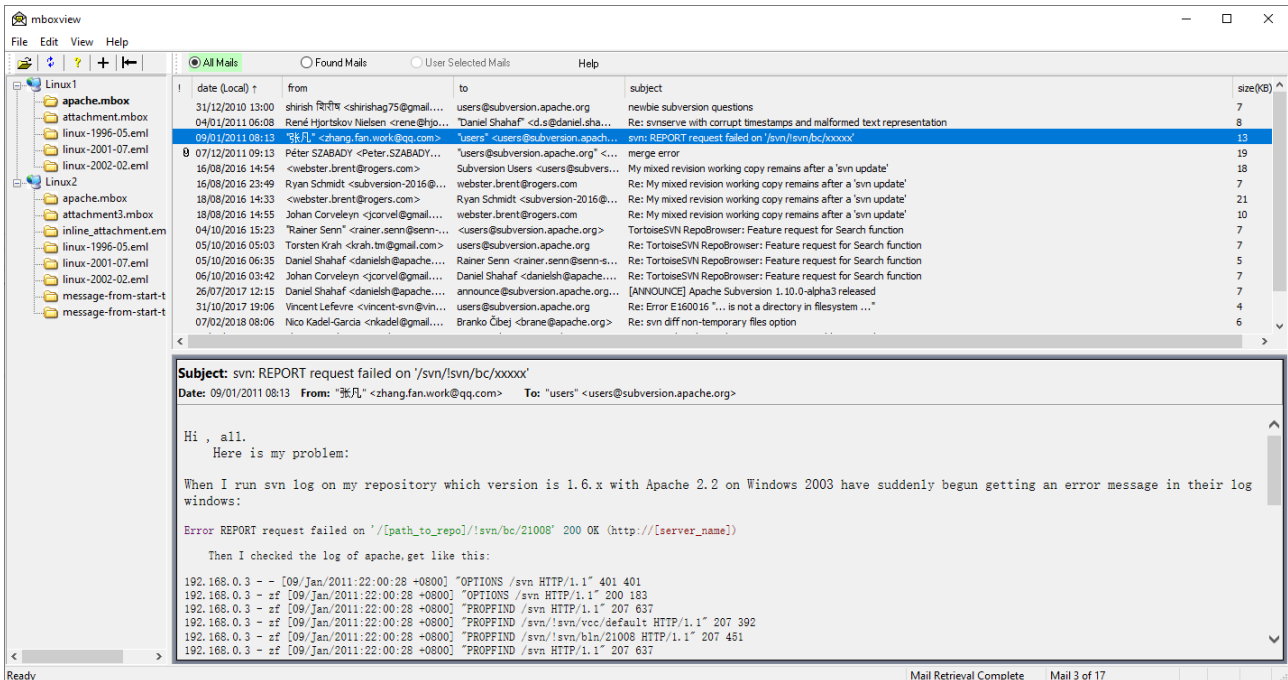 mboxview
File Edit View Help
All Mails Found Mails User Selected Mails Help
Linux1
apache.mbox
attachment.mbox
linux-1996-05.eml
linux-2001-07.eml
linux-2002-02.eml
Linux2
apache.mbox
attachment3.mbox
inline_attachment.em
linux-1996-05.eml
linux-2001-07.eml
linux-2002-02.eml
message-from-start-t
message-from-start-t
! date (Local) ↑ from to subject size(KB)
31/12/2010 13:00 shirish शिरीष <shirishag75@gmail.... users@subversion.apache.org newbie subversion questions 7
04/01/2011 06:08 René Hjortskov Nielsen <rene@hjo... "Daniel Shahaf" <d.s@daniel.sha... Re: svnserve with corrupt timestamps and malformed text representation 8
09/01/2011 08:13 "张凡" <zhang.fan.work@qq.com> "users" <users@subversion.apach... svn: REPORT request failed on '/svn/!svn/bc/xxxxx' 13
07/12/2011 09:13 Péter SZABADY <Peter.SZABADY... "users@subversion.apache.org" <... merge error 19
16/08/2016 14:54 <webster.brent@rogers.com> Subversion Users <users@subvers... My mixed revision working copy remains after a 'svn update' 18
16/08/2016 23:49 Ryan Schmidt <subversion-2016@... webster.brent@rogers.com Re: My mixed revision working copy remains after a 'svn update' 7
18/08/2016 14:33 <webster.brent@rogers.com> Ryan Schmidt <subversion-2016@... Re: My mixed revision working copy remains after a 'svn update' 21
18/08/2016 14:55 Johan Corveleyn <jcorvel@gmail.... webster.brent@rogers.com Re: My mixed revision working copy remains after a 'svn update' 10
04/10/2016 15:23 "Rainer Senn" <rainer.senn@senn-... <users@subversion.apache.org> TortoiseSVN RepoBrowser: Feature request for Search function 7
05/10/2016 05:03 Torsten Krah <krah.tm@gmail.com> users@subversion.apache.org Re: TortoiseSVN RepoBrowser: Feature request for Search function 7
05/10/2016 06:35 Daniel Shahaf <danielsh@apache.... Rainer Senn <rainer.senn@senn-s... Re: TortoiseSVN RepoBrowser: Feature request for Search function 5
06/10/2016 03:42 Johan Corveleyn <jcorvel@gmail.... Daniel Shahaf <danielsh@apache.... Re: TortoiseSVN RepoBrowser: Feature request for Search function 7
26/07/2017 12:15 Daniel Shahaf <danielsh@apache.... announce@subversion.apache.org... [ANNOUNCE] Apache Subversion 1.10.0-alpha3 released 7
31/10/2017 19:06 Vincent Lefevre <vincent-svn@vin... users@subversion.apache.org Re: Error E160016 "... is not a directory in filesystem ..." 4
07/02/2018 08:06 Nico Kadel-Garcia <nkadel@gmail.... Branko Čibej <brane@apache.org> Re: svn diff non-temporary files option 6
Subject: svn: REPORT request failed on '/svn/!svn/bc/xxxxx'
Date: 09/01/2011 08:13 From: "张凡" <zhang.fan.work@qq.com> To: "users" <users@subversion.apache.org>
Hi , all.
Here is my problem:
When I run svn log on my repository which version is 1.6.x with Apache 2.2 on Windows 2003 have suddenly begun getting an error message in their log
windows:
Error REPORT request failed on '/[path_to_repo]/!svn/bc/21008' 200 OK (http://[server_name])
Then I checked the log of apache,get like this:
192.168.0.3 - - [09/Jan/2011:22:00:28 +0800] "OPTIONS /svn HTTP/1.1" 401 401
192.168.0.3 - zf [09/Jan/2011:22:00:28 +0800] "OPTIONS /svn HTTP/1.1" 200 183
192.168.0.3 - zf [09/Jan/2011:22:00:28 +0800] "PROPFIND /svn HTTP/1.1" 207 637
192.168.0.3 - zf [09/Jan/2011:22:00:28 +0800] "PROPFIND /svn/!svn/vcc/default HTTP/1.1" 207 392
192.168.0.3 - zf [09/Jan/2011:22:00:28 +0800] "PROPFIND /svn/!svn/bln/21008 HTTP/1.1" 207 451
192.168.0.3 - zf [09/Jan/2011:22:00:28 +0800] "PROPFIND /svn HTTP/1.1" 207 637
Ready Mail Retrieval Complete Mail 3 of 17